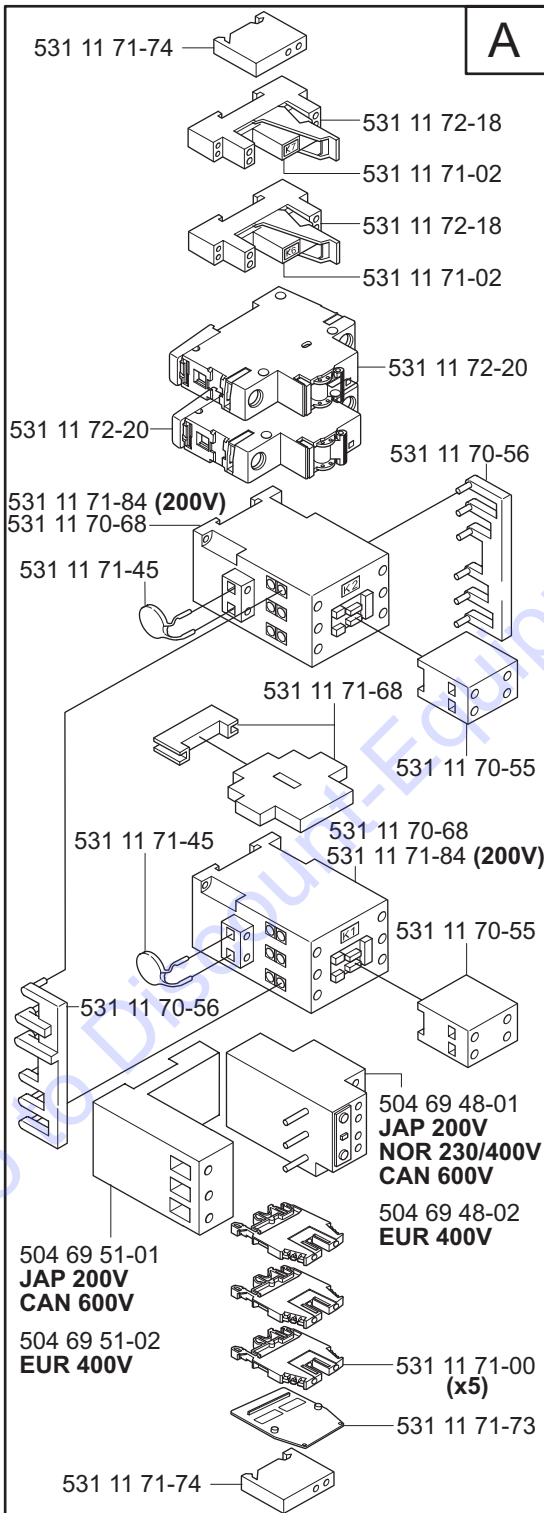 A
531 11 71-74
531 11 72-18
K7
531 11 71-02
531 11 72-18
K6
531 11 71-02
531 11 72-20
531 11 72-20
531 11 70-56
531 11 71-84 (200V)
531 11 70-68
531 11 71-45
K2
531 11 71-68
531 11 70-55
531 11 71-45
531 11 70-68
531 11 71-84 (200V)
K1
531 11 70-55
531 11 70-56
504 69 48-01
JAP 200V
NOR 230/400V
CAN 600V
504 69 48-02
EUR 400V
504 69 51-01
JAP 200V
CAN 600V
504 69 51-02
EUR 400V
531 11 71-00
(x5)
531 11 71-73
531 11 71-74
to Discount-Equip